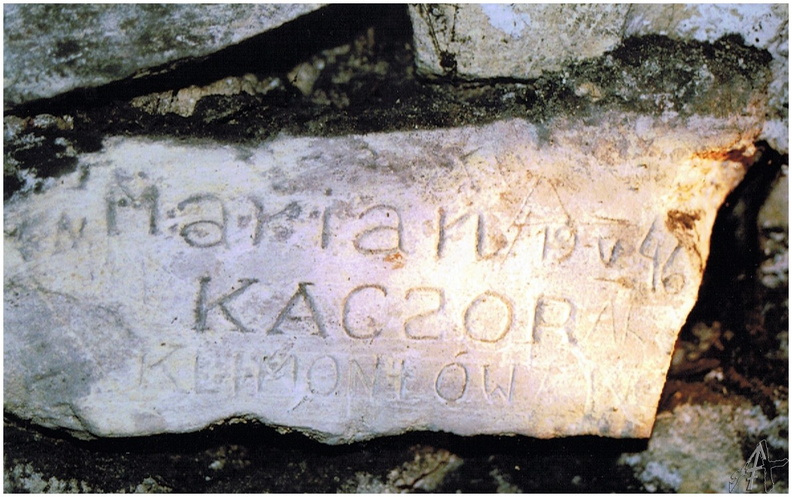 Marian 19 V 46
KACZOR
KLIMONTÓW